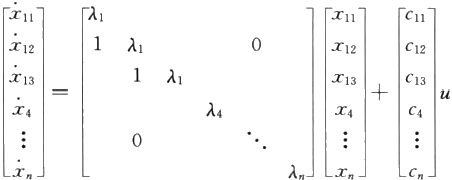 ẋ₁₁ λ₁ x₁₁ c₁₁
ẋ₁₂ 1 λ₁ 0 x₁₂ c₁₂
ẋ₁₃ 1 λ₁ x₁₃ c₁₃
ẋ₄ = λ₄ x₄ + c₄ u
⋮ 0 ⋱ ⋮ ⋮
ẋₙ λₙ xₙ cₙ